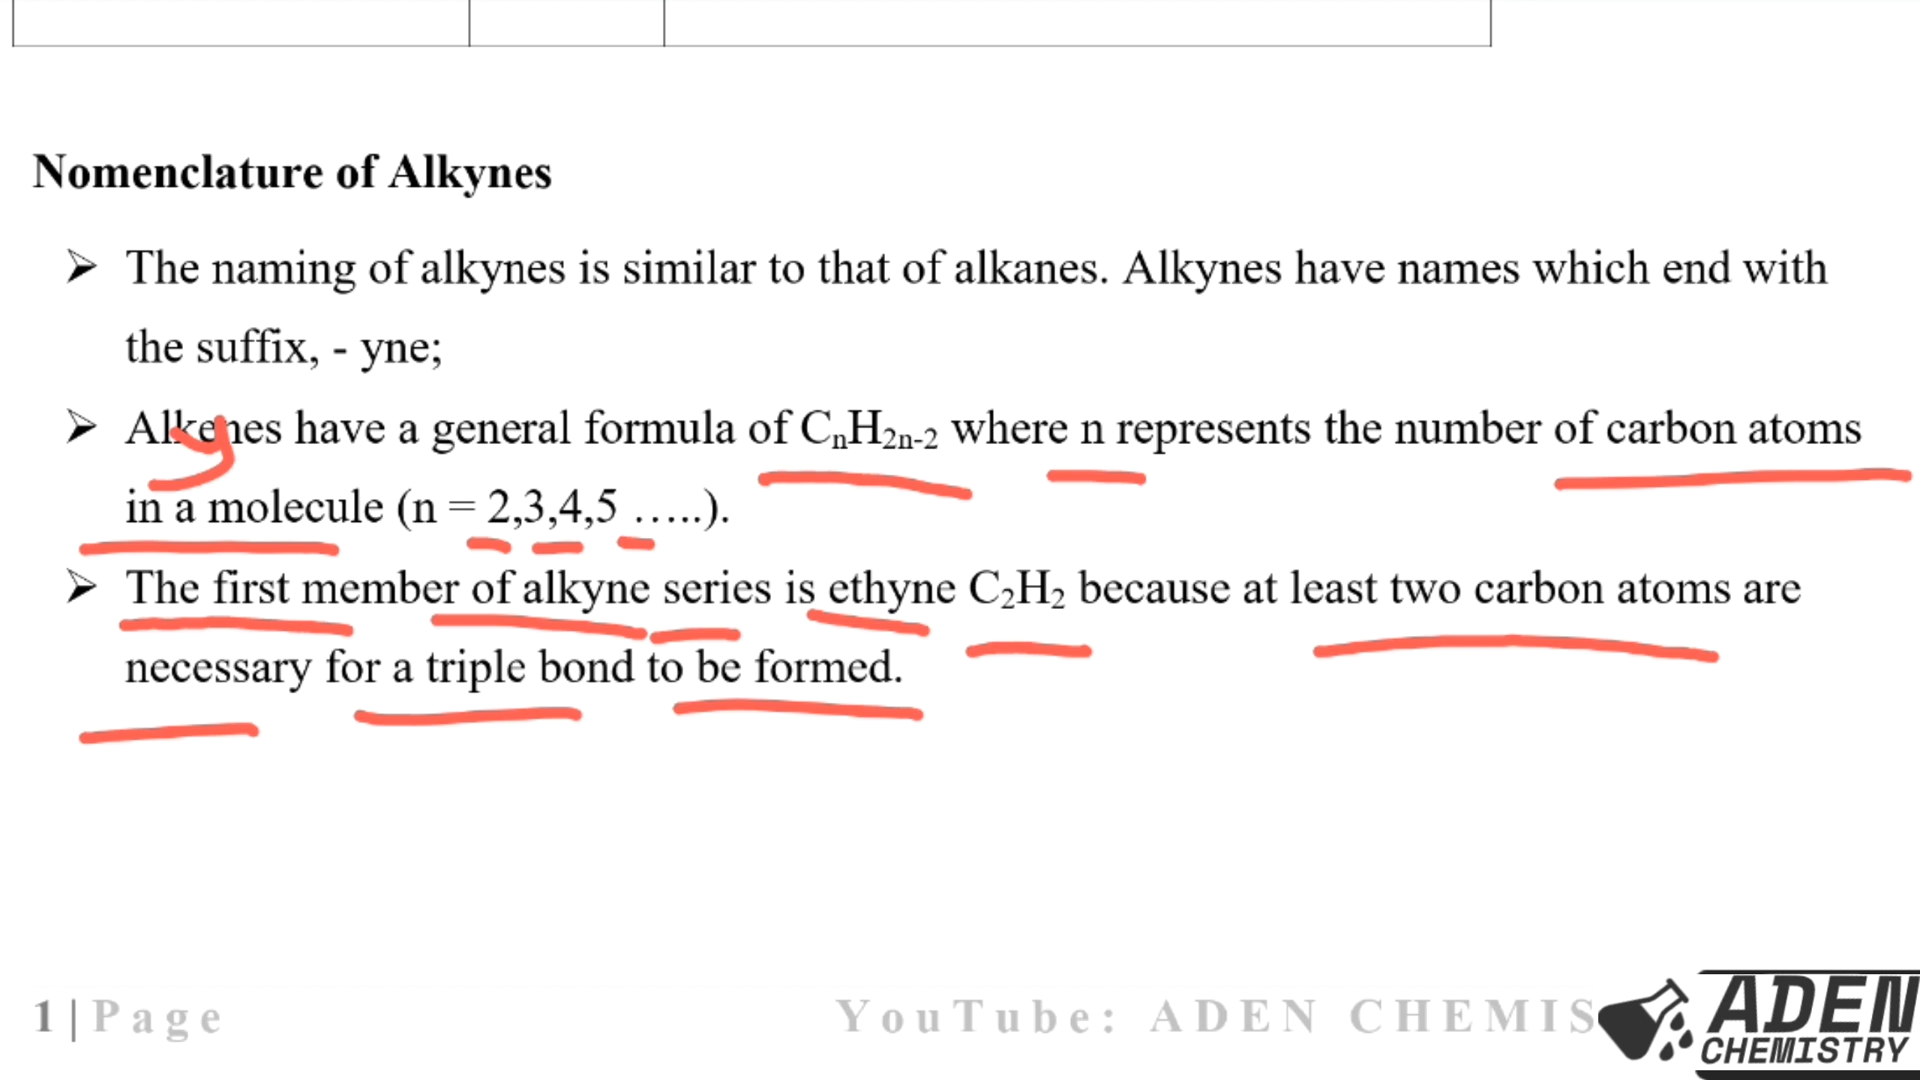 Nomenclature of Alkynes
➢ The naming of alkynes is similar to that of alkanes. Alkynes have names which end with
the suffix, - yne;
➢ Alkenes have a general formula of CₙH₂ₙ₋₂ where n represents the number of carbon atoms
y
in a molecule (n = 2,3,4,5 …..).
➢ The first member of alkyne series is ethyne C₂H₂ because at least two carbon atoms are
necessary for a triple bond to be formed.
1 | Page
YouTube: ADEN CHEMIS
ADEN
CHEMISTRY